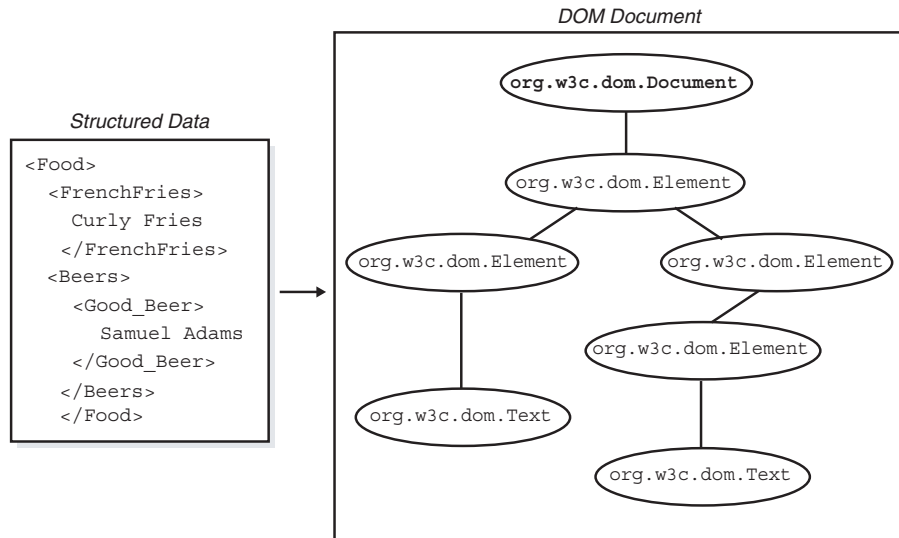 DOM Document
Structured Data
<Food>
<FrenchFries>
Curly Fries
</FrenchFries>
<Beers>
<Good_Beer>
Samuel Adams
</Good_Beer>
</Beers>
</Food>
org.w3c.dom.Document
org.w3c.dom.Element
org.w3c.dom.Element
org.w3c.dom.Element
org.w3c.dom.Element
org.w3c.dom.Text
org.w3c.dom.Text